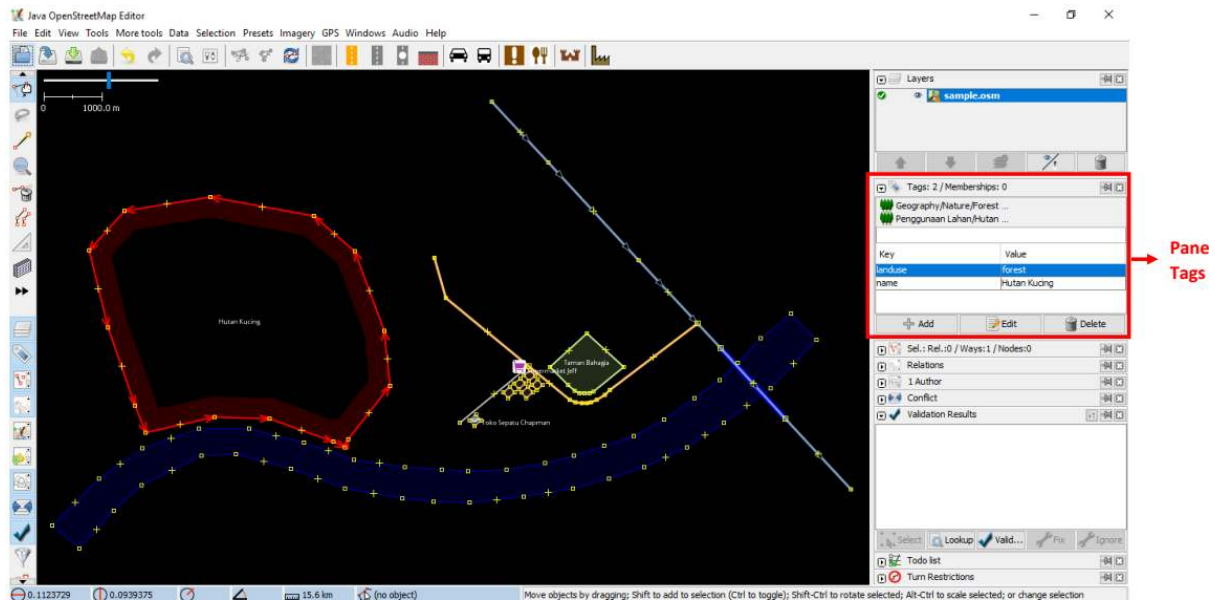 Java OpenStreetMap Editor
File Edit View Tools More tools Data Selection Presets Imagery GPS Windows Audio Help
0 1000.0 m
Hutan Kucing
Taman Bahagia
Jeff
Toko Sepatu Chapman
Layers
sample.osm
Tags: 2 / Memberships: 0
Geography/Nature/Forest ...
Penggunaan Lahan/Hutan ...
Key Value
landuse forest
name Hutan Kucing
Add Edit Delete
Pane
Tags
Sel.: Rel.:0 / Ways:1 / Nodes:0
Relations
1 Author
Conflict
Validation Results
Select Lookup Valid... Fix Ignore
Todo list
Turn Restrictions
0.1123729 0.0939375 15.6 km (no object) Move objects by dragging; Shift to add to selection (Ctrl to toggle); Shift-Ctrl to rotate selected; Alt-Ctrl to scale selected; or change selection